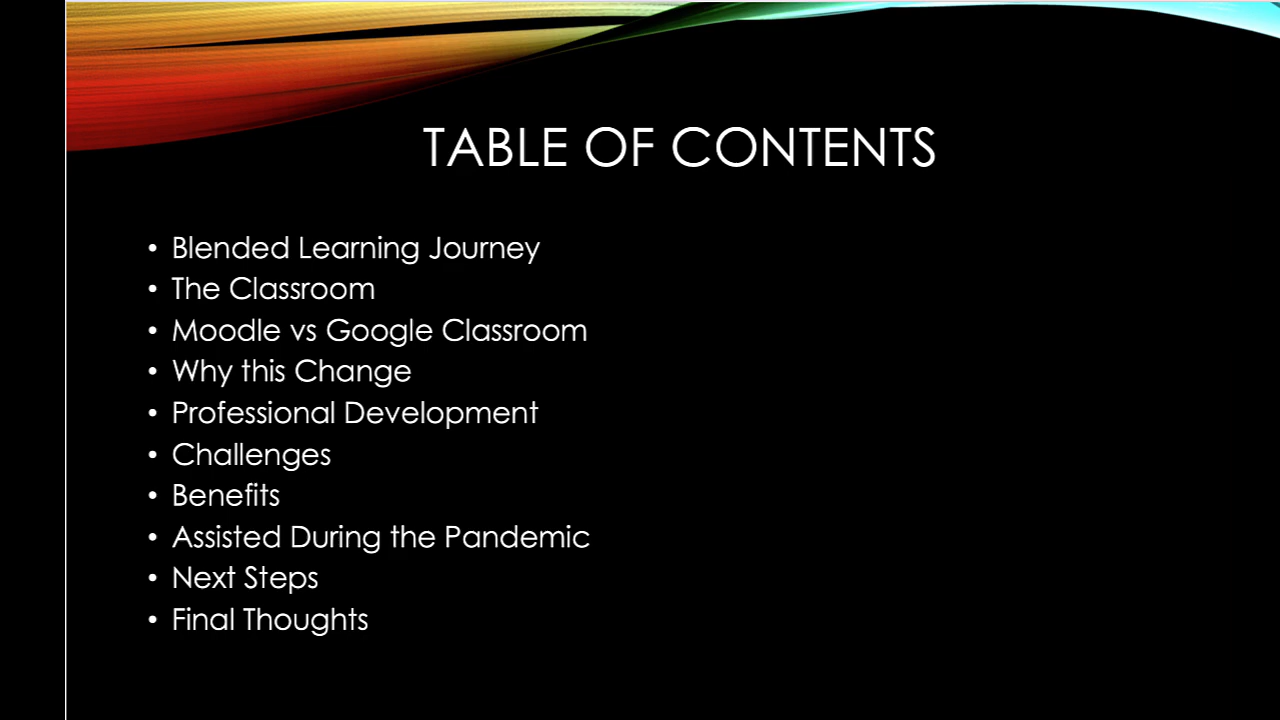 TABLE OF CONTENTS
• Blended Learning Journey
• The Classroom
• Moodle vs Google Classroom
• Why this Change
• Professional Development
• Challenges
• Benefits
• Assisted During the Pandemic
• Next Steps
• Final Thoughts